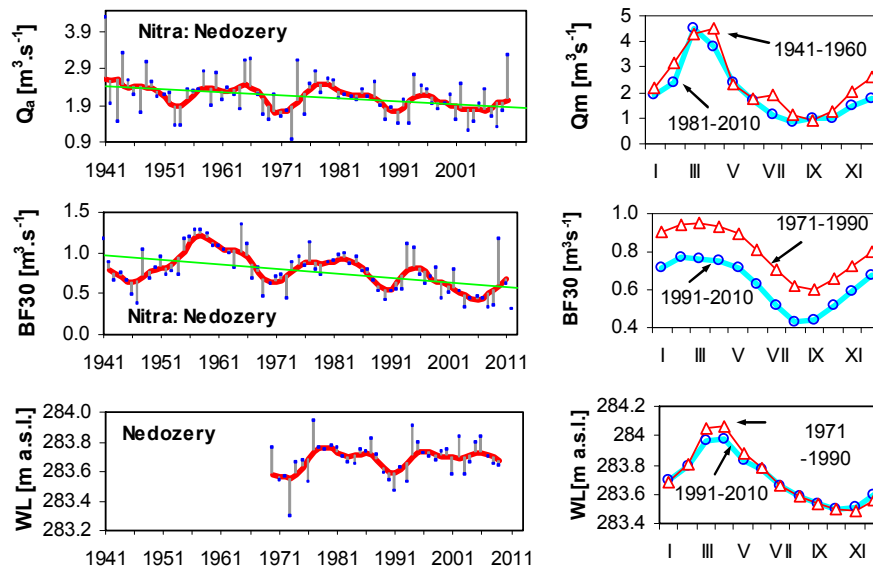 Nitra: Nedozery
Qa [m³.s⁻¹]
3.9
2.9
1.9
0.9
1941 1951 1961 1971 1981 1991 2001
Qm [m³s⁻¹]
5
4
3
2
1
0
1941-1960
1981-2010
I III V VII IX XI
BF30 [m³.s⁻¹]
1.5
1.0
0.5
0.0
Nitra: Nedozery
1941 1951 1961 1971 1981 1991 2001 2011
BF30 [m³s⁻¹]
1.0
0.8
0.6
0.4
1971-1990
1991-2010
I III V VII IX XI
WL [m a.s.l.]
284.0
283.8
283.6
283.4
283.2
Nedozery
1941 1951 1961 1971 1981 1991 2001 2011
WL[m a.s.l.]
284.2
284
283.8
283.6
283.4
1971
-1990
1991-2010
I III V VII IX XI